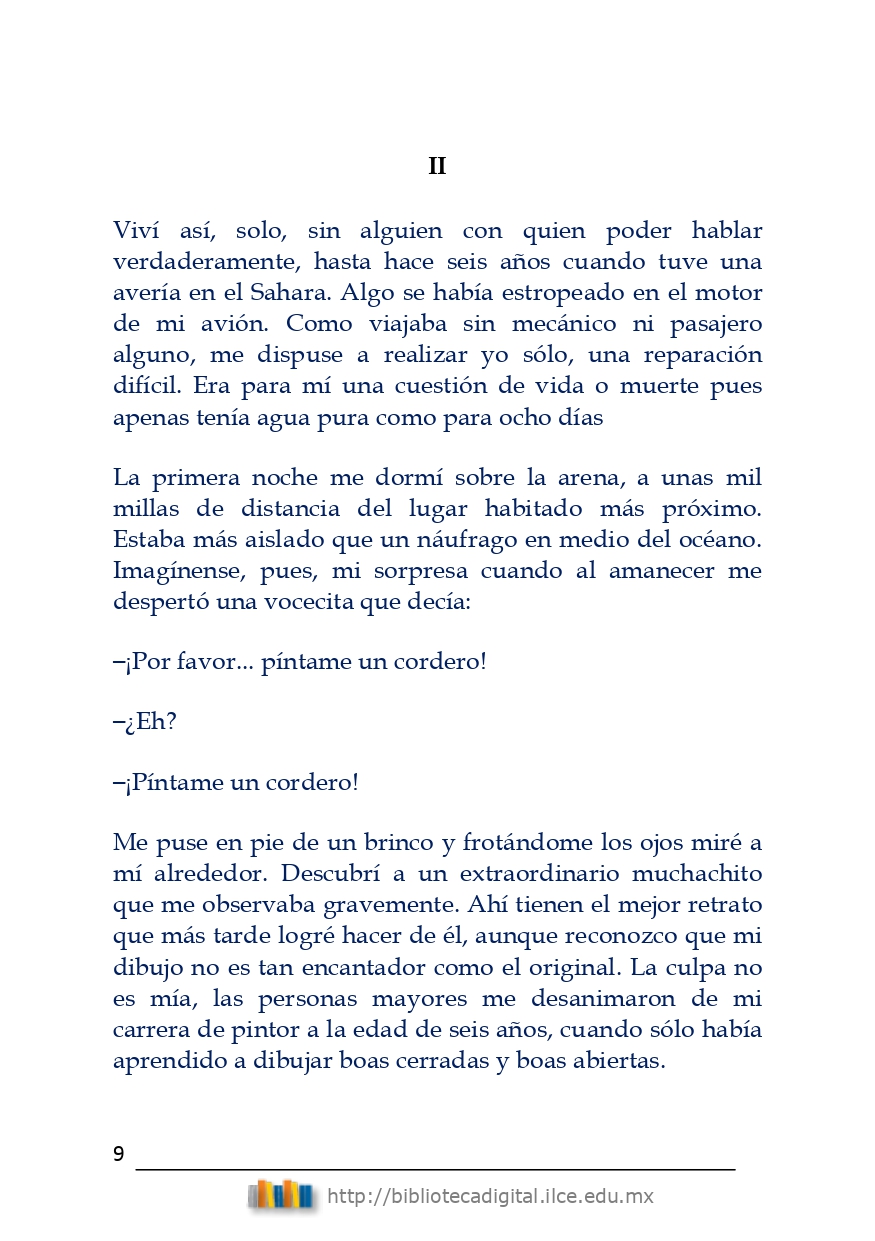 II
Viví así, solo, sin alguien con quien poder hablar
verdaderamente, hasta hace seis años cuando tuve una
avería en el Sahara. Algo se había estropeado en el motor
de mi avión. Como viajaba sin mecánico ni pasajero
alguno, me dispuse a realizar yo sólo, una reparación
difícil. Era para mí una cuestión de vida o muerte pues
apenas tenía agua pura como para ocho días
La primera noche me dormí sobre la arena, a unas mil
millas de distancia del lugar habitado más próximo.
Estaba más aislado que un náufrago en medio del océano.
Imagínense, pues, mi sorpresa cuando al amanecer me
despertó una vocecita que decía:
–¡Por favor... píntame un cordero!
–¿Eh?
–¡Píntame un cordero!
Me puse en pie de un brinco y frotándome los ojos miré a
mí alrededor. Descubrí a un extraordinario muchachito
que me observaba gravemente. Ahí tienen el mejor retrato
que más tarde logré hacer de él, aunque reconozco que mi
dibujo no es tan encantador como el original. La culpa no
es mía, las personas mayores me desanimaron de mi
carrera de pintor a la edad de seis años, cuando sólo había
aprendido a dibujar boas cerradas y boas abiertas.
9
http://bibliotecadigital.ilce.edu.mx